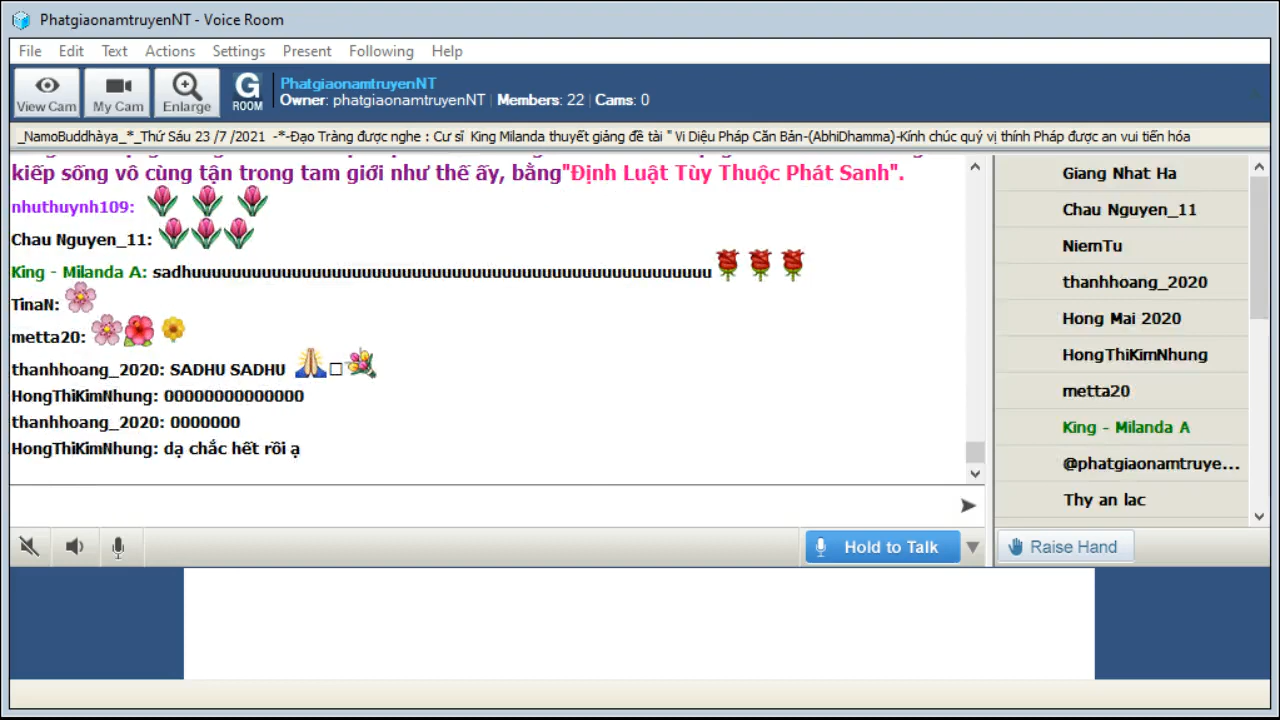 PhatgiaonamtruyenNT - Voice Room
File Edit Text Actions Settings Present Following Help
View Cam My Cam Enlarge
G ROOM
PhatgiaonamtruyenNT
Owner: phatgiaonamtruyenNT | Members: 22 | Cams: 0
_NamoBuddhàya_*_Thứ Sáu 23 /7 /2021 -*-Đạo Tràng được nghe : Cư sĩ King Milanda thuyết giảng đề tài " Vi Diệu Pháp Căn Bản-(AbhiDhamma)-Kính chúc quý vị thính Pháp được an vui tiến hóa
kiếp sống vô cùng tận trong tam giới như thế ấy, bằng"Định Luật Tùy Thuộc Phát Sanh".
nhuthuynh109:
Chau Nguyen_11:
King - Milanda A: sadhuuuuuuuuuuuuuuuuuuuuuuuuuuuuuuuuuuuuuuuuuuuuuuuuuuuuu
TinaN:
metta20:
thanhhoang_2020: SADHU SADHU
HongThiKimNhung: 00000000000000
thanhhoang_2020: 0000000
HongThiKimNhung: dạ chắc hết rồi ạ
Giang Nhat Ha
Chau Nguyen_11
NiemTu
thanhhoang_2020
Hong Mai 2020
HongThiKimNhung
metta20
King - Milanda A
@phatgiaonamtruye...
Thy an lac
Hold to Talk
Raise Hand